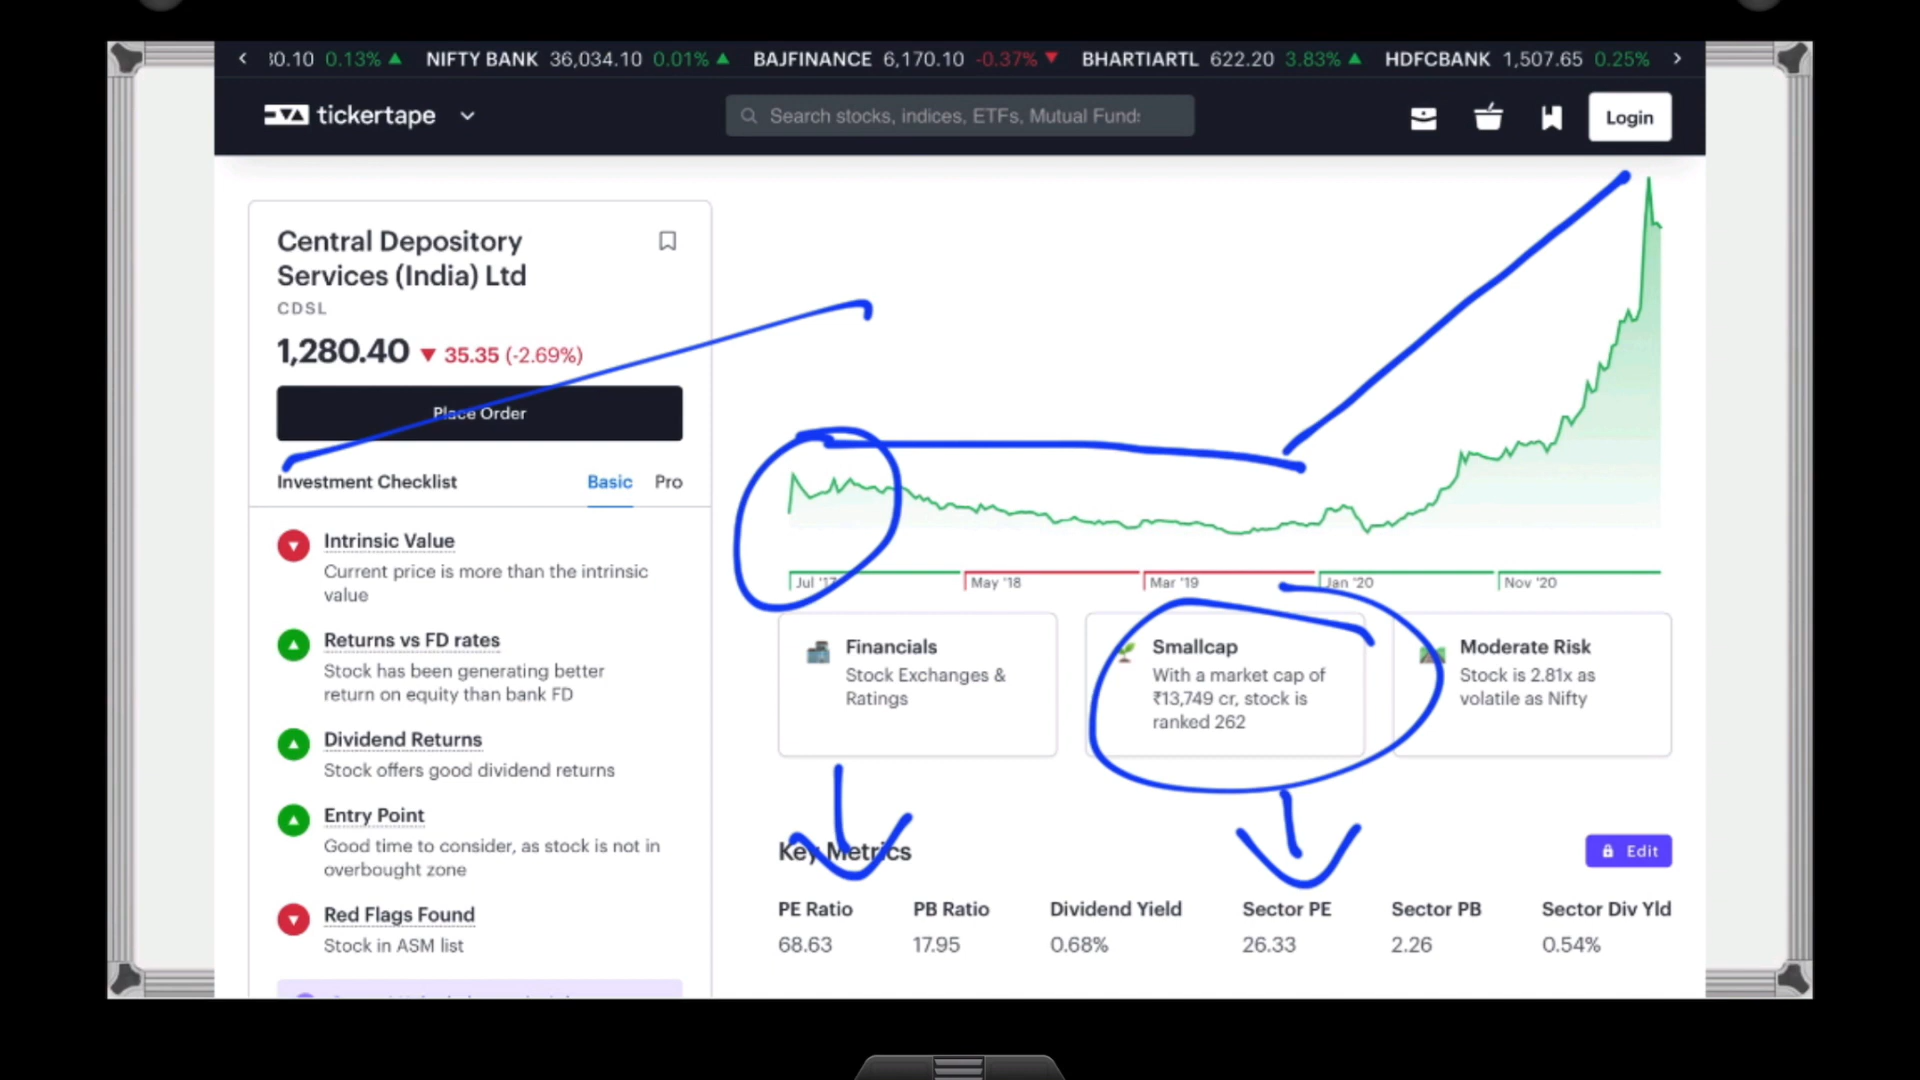 30.10 0.13% NIFTY BANK 36,034.10 0.01% BAJFINANCE 6,170.10 -0.37% BHARTIARTL 622.20 3.83% HDFCBANK 1,507.65 0.25%
tickertape
Search stocks, indices, ETFs, Mutual Fund:
Login
Central Depository
Services (India) Ltd
CDSL
1,280.40 35.35 (-2.69%)
Place Order
Investment Checklist Basic Pro
Intrinsic Value
Current price is more than the intrinsic
value
Returns vs FD rates
Stock has been generating better
return on equity than bank FD
Dividend Returns
Stock offers good dividend returns
Entry Point
Good time to consider, as stock is not in
overbought zone
Red Flags Found
Stock in ASM list
Jul '17 May '18 Mar '19 Jan '20 Nov '20
Financials
Stock Exchanges &
Ratings
Smallcap
With a market cap of
₹13,749 cr, stock is
ranked 262
Moderate Risk
Stock is 2.81x as
volatile as Nifty
Key Metrics
Edit
PE Ratio PB Ratio Dividend Yield Sector PE Sector PB Sector Div Yld
68.63 17.95 0.68% 26.33 2.26 0.54%